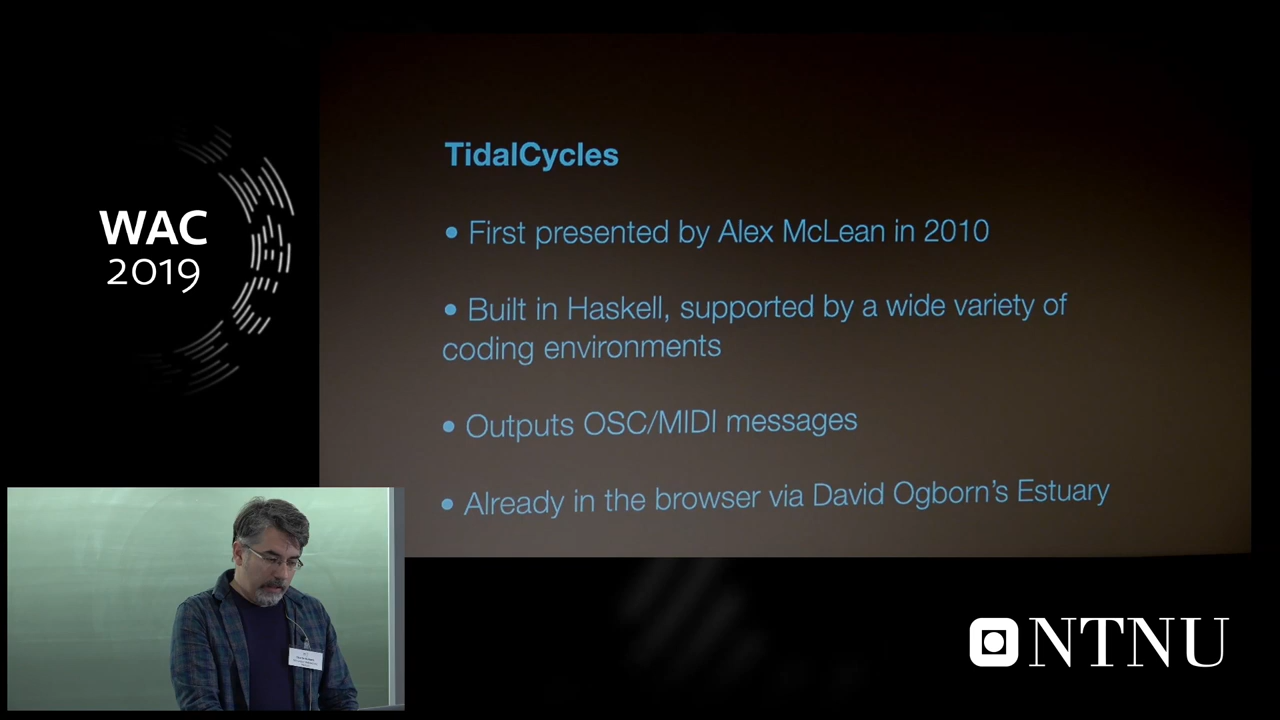 WAC
2019
TidalCycles
• First presented by Alex McLean in 2010
• Built in Haskell, supported by a wide variety of
coding environments
• Outputs OSC/MIDI messages
• Already in the browser via David Ogborn's Estuary
NTNU